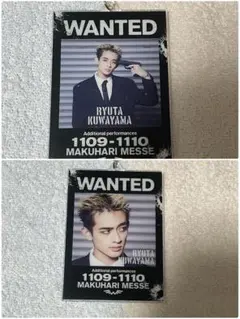 WANTED
RYUTA
KUWAYAMA
Additional performances
1109-1110
MAKUHARI MESSE
WANTED
RYUTA
KUWAYAMA
Additional performances
1109-1110
MAKUHARI MESSE